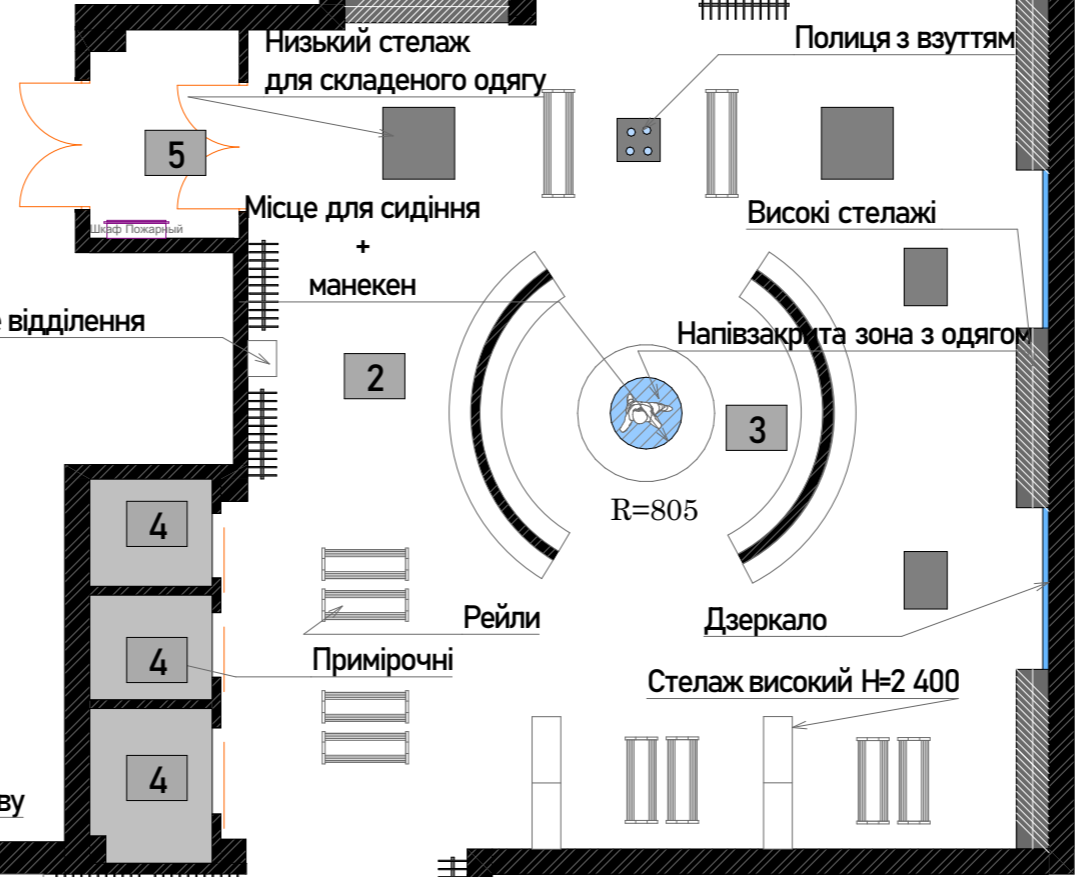 Низький стелаж
для складеного одягу
Полиця з взуттям
5
Шкаф Пожарный
Місце для сидіння
+
манекен
Високі стелажі
відділення
Напівзакрита зона з одягом
2
3
R=805
4
Рейли
Дзеркало
4
Примірочні
Стелаж високий H=2 400
4